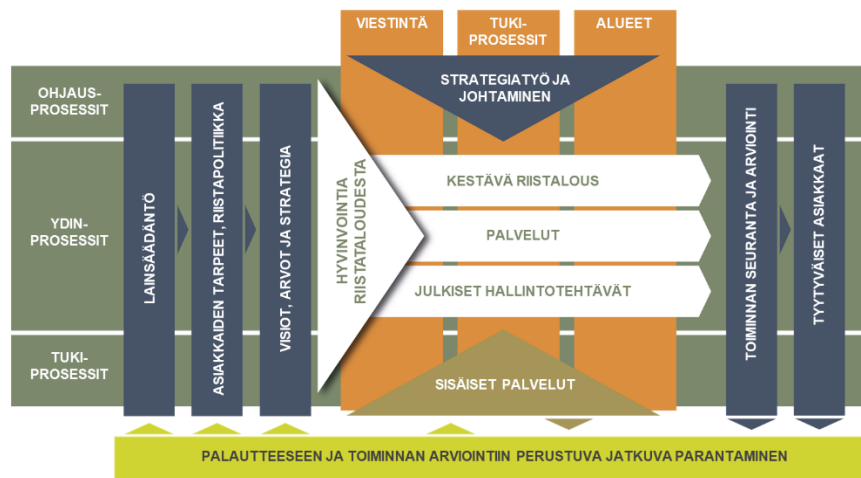 VIESTINTÄ
TUKI-
PROSESSIT
ALUEET
STRATEGIATYÖ JA
JOHTAMINEN
OHJAUS-
PROSESSIT
YDIN-
PROSESSIT
TUKI-
PROSESSIT
LAINSÄÄDÄNTÖ
ASIAKKAIDEN TARPEET, RIISTAPOLITIIKKA
VISIOT, ARVOT JA STRATEGIA
HYVINVOINTIA
RIISTATALOUDESTA
KESTÄVÄ RIISTALOUS
PALVELUT
JULKISET HALLINTOTEHTÄVÄT
SISÄISET PALVELUT
TOIMINNAN SEURANTA JA ARVIOINTI
TYYTYVÄISET ASIAKKAAT
PALAUTTEESEEN JA TOIMINNAN ARVIOINTIIN PERUSTUVA JATKUVA PARANTAMINEN